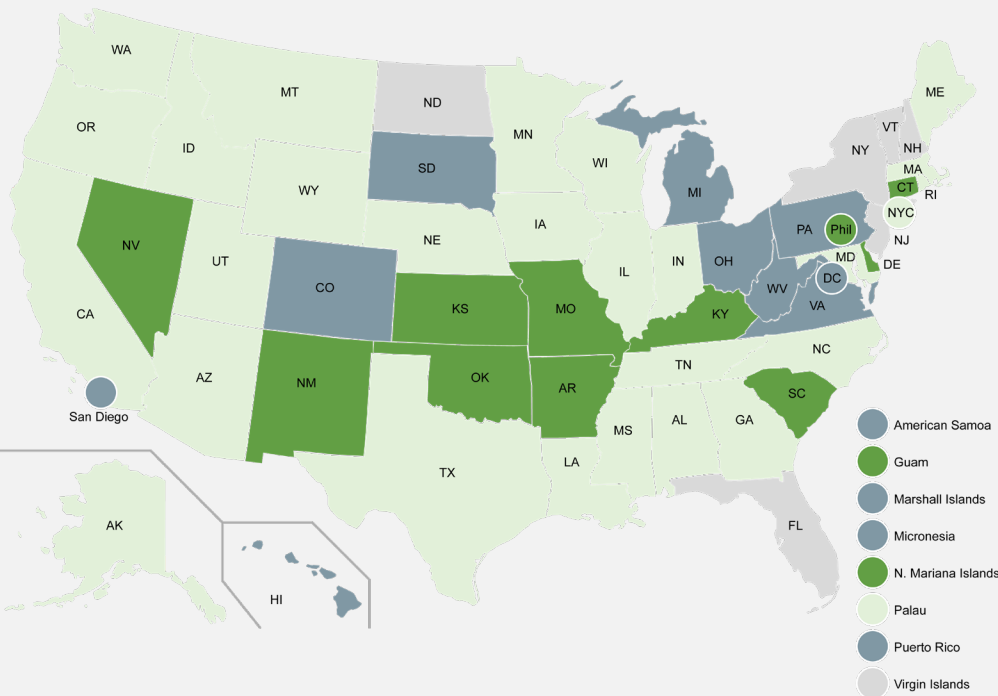 WA
MT
ND
ME
OR
ID
MN
VT
NY
NH
WI
MA
SD
CT
RI
WY
MI
NYC
IA
PA
Phil
NV
NE
NJ
UT
IL
IN
OH
MD
DE
CO
WV
DC
VA
CA
KS
MO
KY
NC
TN
AZ
NM
OK
AR
SC
San Diego
MS
AL
GA
American Samoa
LA
Guam
TX
Marshall Islands
AK
FL
Micronesia
N. Mariana Islands
HI
Palau
Puerto Rico
Virgin Islands